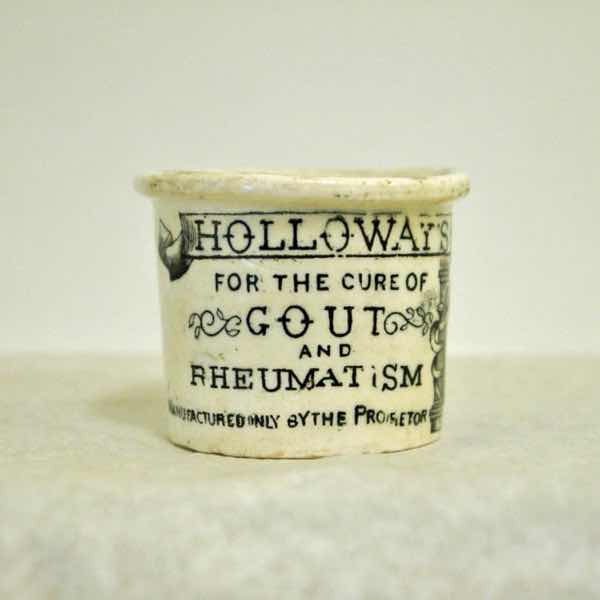 HOLLOWAY'S
FOR THE CURE OF
GOUT
AND
RHEUMATISM
MANUFACTURED ONLY BY THE PROPRIETOR